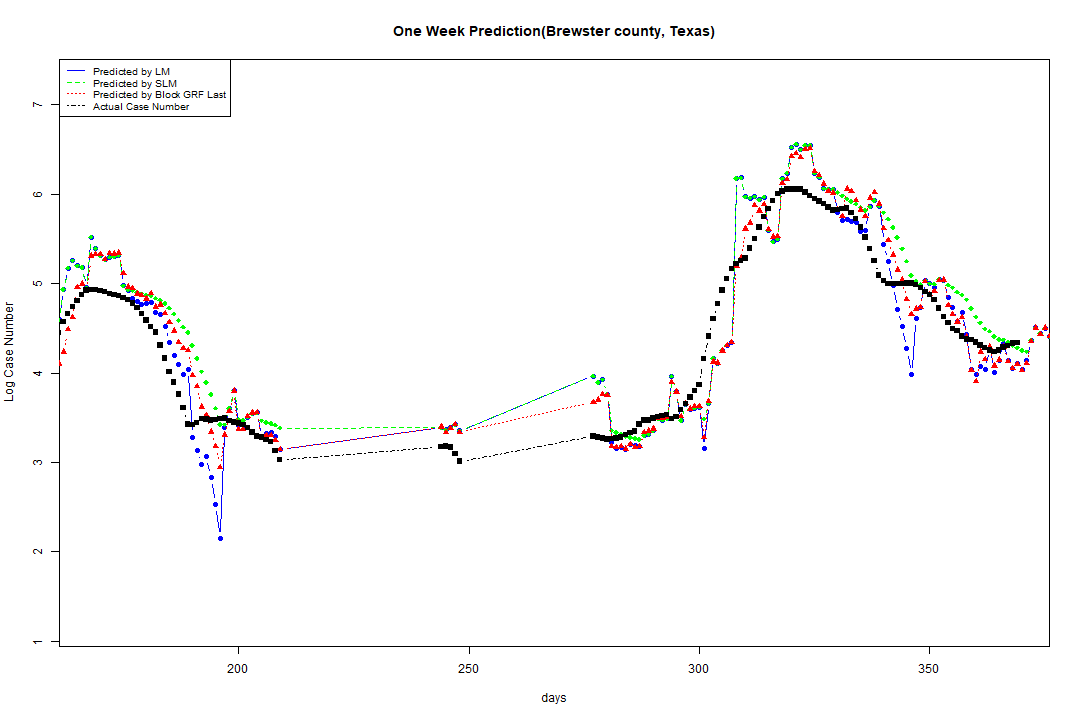 One Week Prediction(Brewster county, Texas)
Predicted by LM
Predicted by SLM
Predicted by Block GRF Last
Actual Case Number
7
6
5
4
3
2
1
Log Case Number
200
250
300
350
days